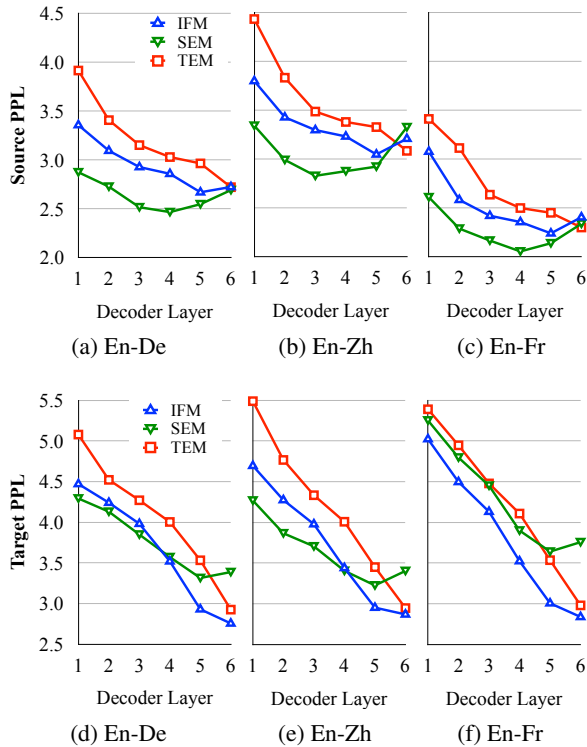 4.5
4.0
3.5
3.0
2.5
2.0
Source PPL
IFM
SEM
TEM
1 2 3 4 5 6
1 2 3 4 5 6
1 2 3 4 5 6
Decoder Layer
Decoder Layer
Decoder Layer
(a) En-De
(b) En-Zh
(c) En-Fr
5.5
5.0
4.5
4.0
3.5
3.0
2.5
Target PPL
IFM
SEM
TEM
1 2 3 4 5 6
1 2 3 4 5 6
1 2 3 4 5 6
Decoder Layer
Decoder Layer
Decoder Layer
(d) En-De
(e) En-Zh
(f) En-Fr